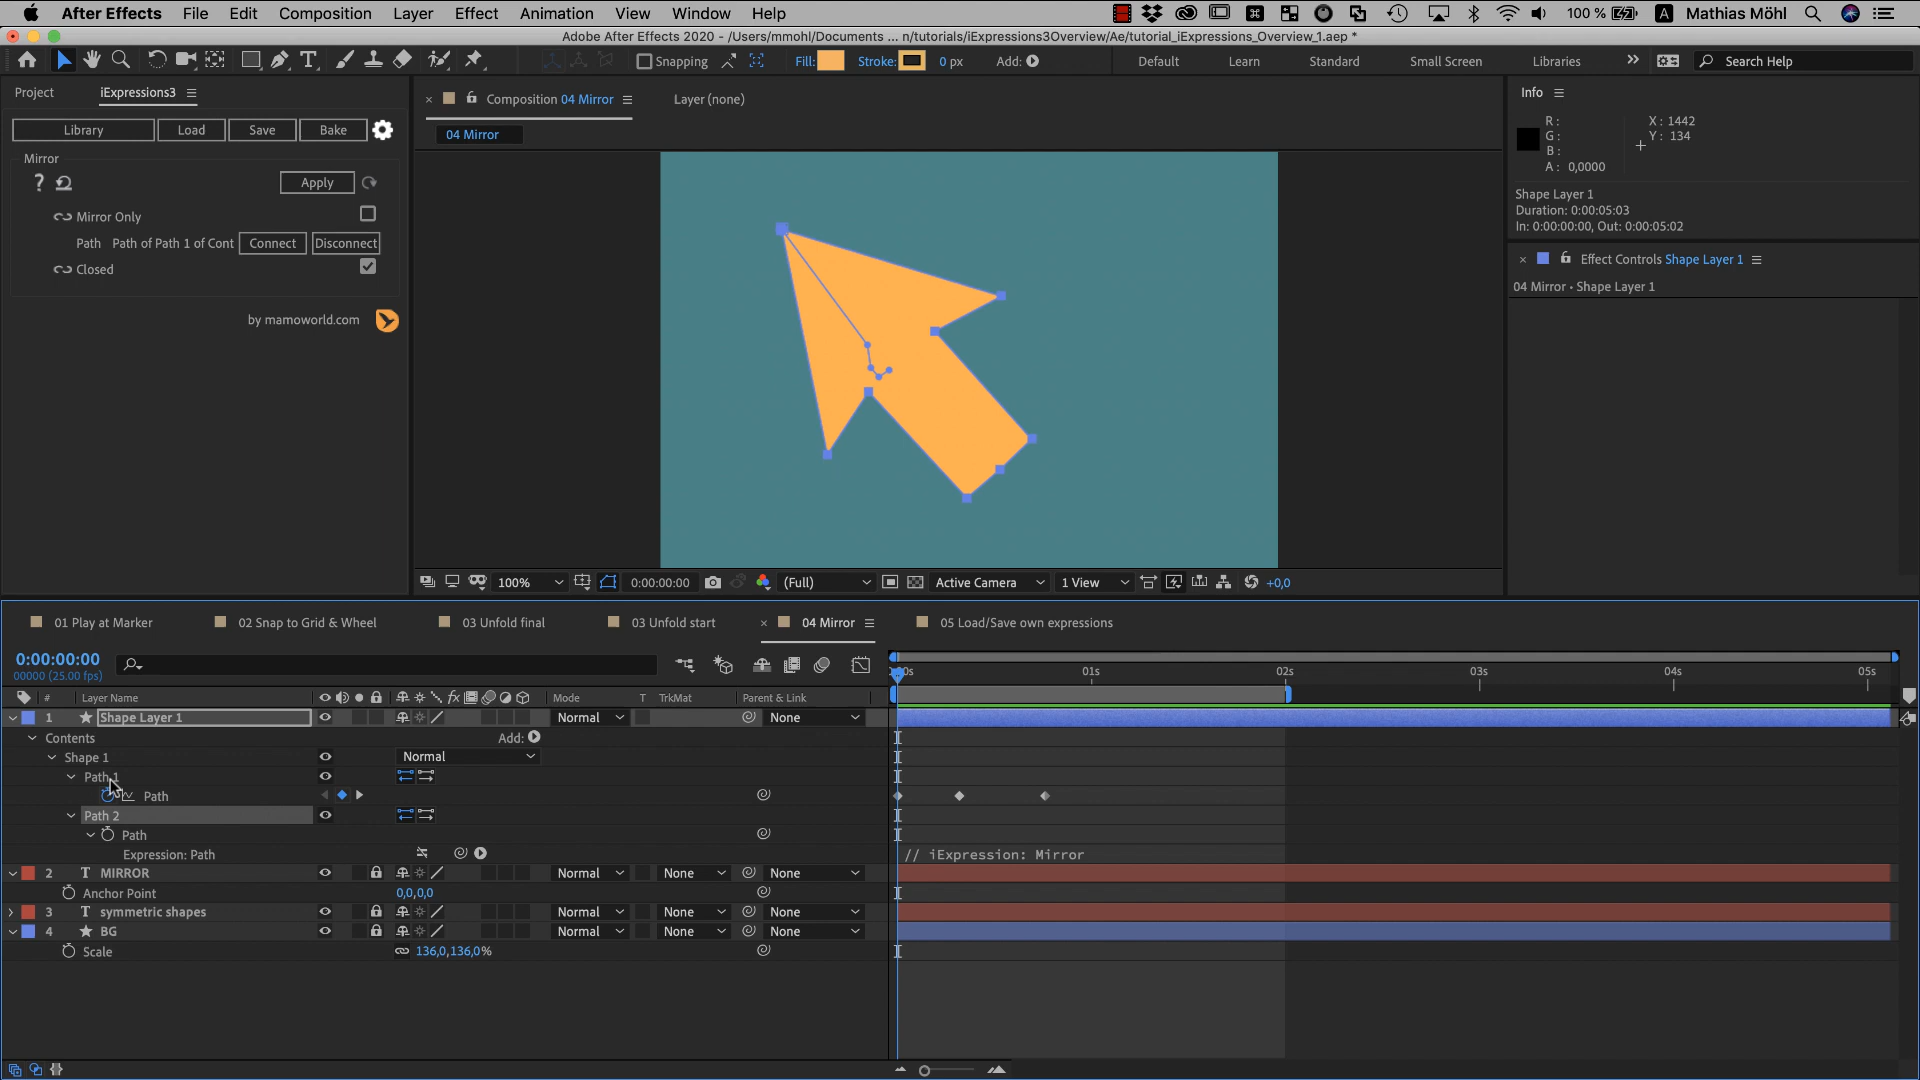 After Effects File Edit Composition Layer Effect Animation View Window Help 100 % A Mathias Möhl
Adobe After Effects 2020 - /Users/mmohl/Documents ... n/tutorials/iExpressions3Overview/Ae/tutorial_iExpressions_Overview_1.aep *
Snapping Fill: Stroke: 0 px Add: Default Learn Standard Small Screen Libraries Search Help
Project iExpressions3
Composition 04 Mirror Layer (none)
Info
Library Load Save Bake
04 Mirror
R: X : 1442
G: Y : 134
B:
A : 0,0000
Mirror
? Apply
Shape Layer 1
Duration: 0:00:05:03
In: 0:00:00:00, Out: 0:00:05:02
Mirror Only
Path Path of Path 1 of Cont Connect Disconnect
Closed
Effect Controls Shape Layer 1
04 Mirror • Shape Layer 1
by mamoworld.com
100% 0:00:00:00 (Full) Active Camera 1 View +0,0
01 Play at Marker 02 Snap to Grid & Wheel 03 Unfold final 03 Unfold start 04 Mirror 05 Load/Save own expressions
0:00:00:00
00000 (25.00 fps)
01s 02s 03s 04s 05s
# Layer Name fx Mode T TrkMat Parent & Link
1 Shape Layer 1 Normal None
Contents Add:
Shape 1 Normal
Path 1
Path
Path 2
Path
Expression: Path // iExpression: Mirror
2 T MIRROR Normal None None
Anchor Point 0,0,0,0
3 T symmetric shapes Normal None None
4 BG Normal None None
Scale 136,0,136,0%